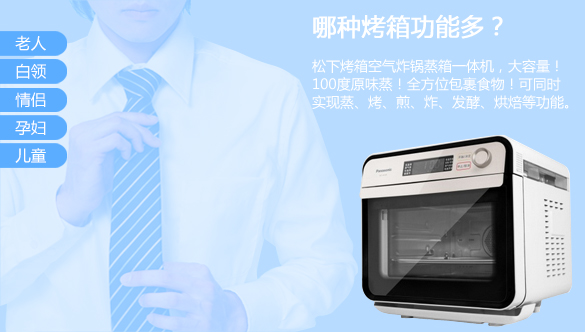 哪种烤箱功能多？
老人
白领
情侣
孕妇
儿童
松下烤箱空气炸锅蒸箱一体机，大容量！
100度原味蒸！全方位包裹食物！可同时
实现蒸、烤、煎、炸、发酵、烘焙等功能。
Panasonic